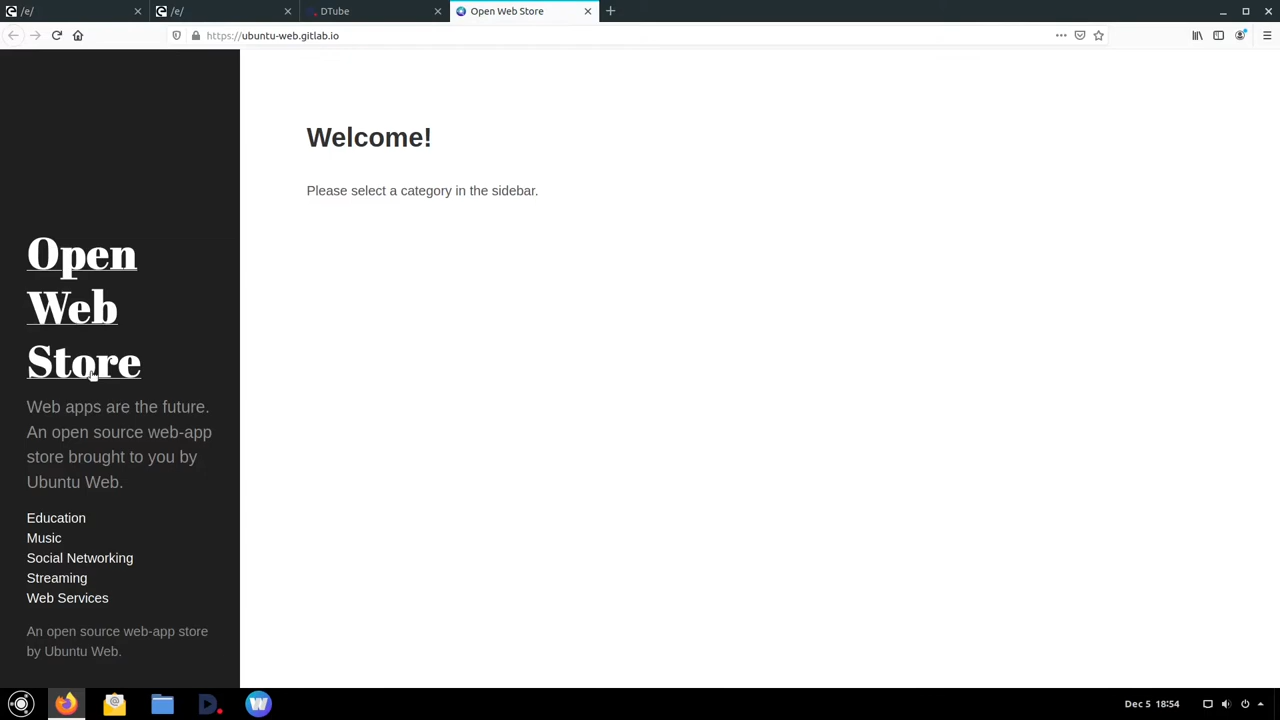 /e/
/e/
DTube
Open Web Store
https://ubuntu-web.gitlab.io
Welcome!
Please select a category in the sidebar.
Open
Web
Store
Web apps are the future.
An open source web-app
store brought to you by
Ubuntu Web.
Education
Music
Social Networking
Streaming
Web Services
An open source web-app store
by Ubuntu Web.
Dec 5 18:54